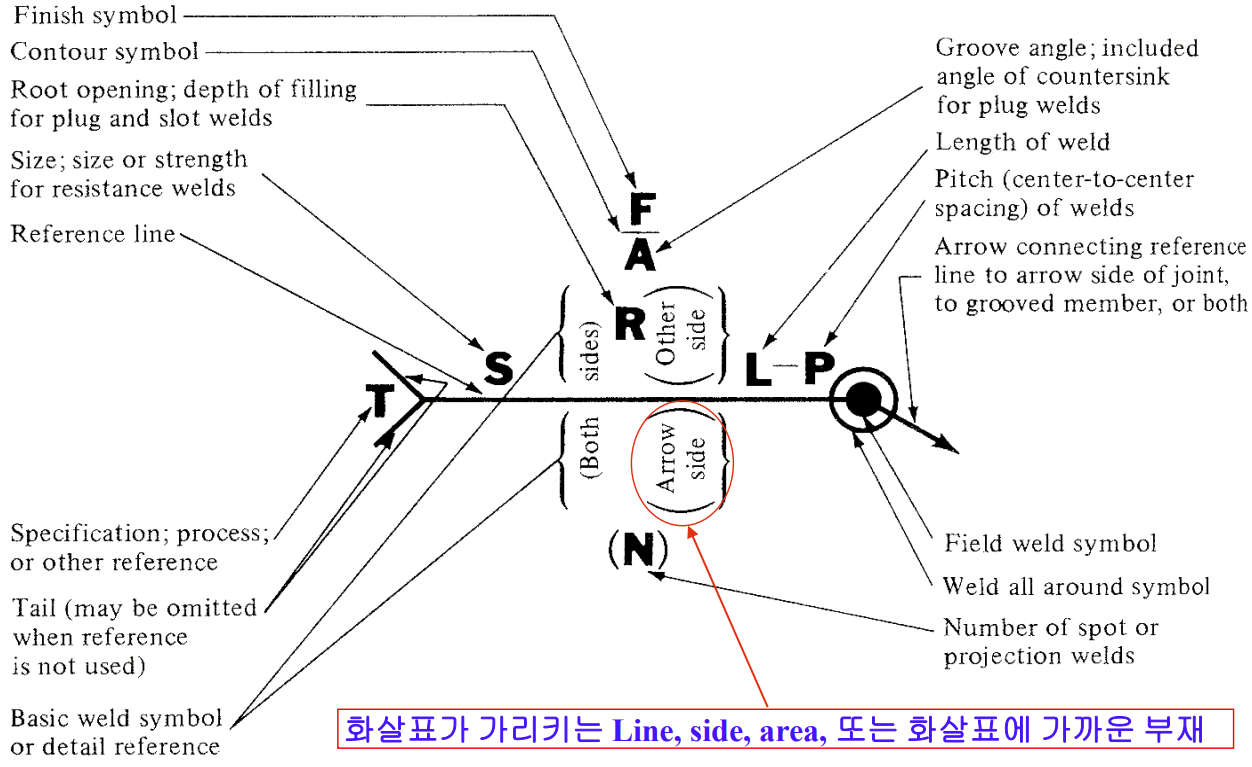 Finish symbol
Contour symbol
Root opening; depth of filling
for plug and slot welds
Size; size or strength
for resistance welds
Reference line
Groove angle; included
angle of countersink
for plug welds
Length of weld
Pitch (center-to-center
spacing) of welds
Arrow connecting reference
line to arrow side of joint,
to grooved member, or both
F
A
R
(Other
side)
sides)
S
L—P
T
(Both
(Arrow
side)
(N)
Specification; process;
or other reference
Tail (may be omitted
when reference
is not used)
Basic weld symbol
or detail reference
Field weld symbol
Weld all around symbol
Number of spot or
projection welds
화살표가 가리키는 Line, side, area, 또는 화살표에 가까운 부재